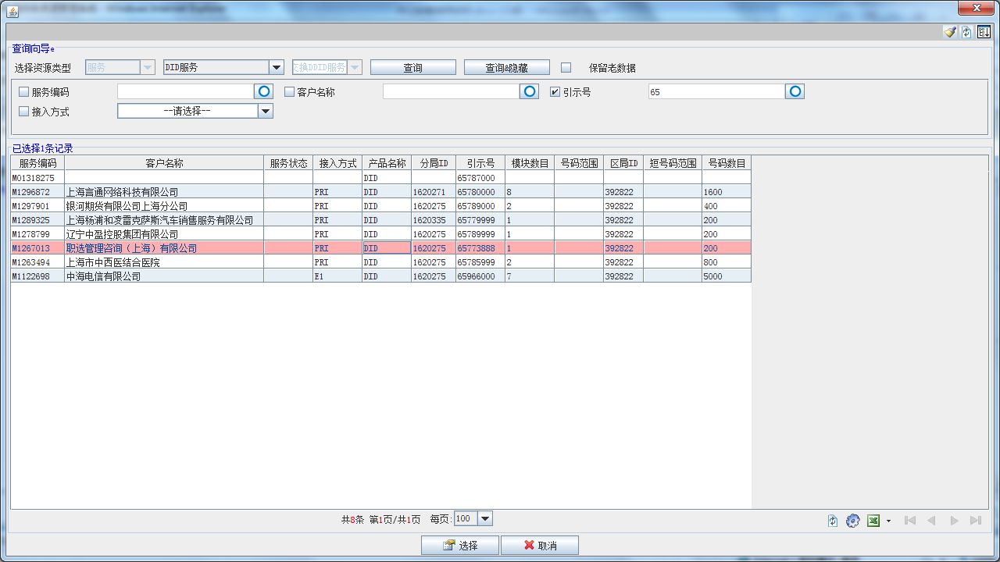 查询向导e
选择资源类型 服务 DID服务 交换DDID服务 查询 查询&隐藏 保留老数据
服务编码 客户名称 引示号 65
接入方式 --请选择--
已选择1条记录
服务编码 客户名称 服务状态 接入方式 产品名称 分局ID 引示号 模块数目 号码范围 区局ID 短号码范围 号码数目
M01318275 DID 65787000
M1296872 上海言通网络科技有限公司 PRI DID 1620271 65780000 8 392822 1600
M1297901 银河期货有限公司上海分公司 PRI DID 1620275 65789000 2 392822 400
M1289325 上海杨浦和凌雷克萨斯汽车销售服务有限公司 PRI DID 1620335 65779999 1 392822 200
M1278799 辽宁中盈控股集团有限公司 PRI DID 1620275 65789999 1 392822 200
M1267013 职选管理咨询（上海）有限公司 PRI DID 1620275 65773888 1 392822 200
M1263494 上海市中西医结合医院 PRI DID 1620275 65785999 2 392822 800
M1122698 中海电信有限公司 E1 DID 1620275 65966000 7 392822 5000
共8条 第1页/共1页 每页: 100
选择 取消